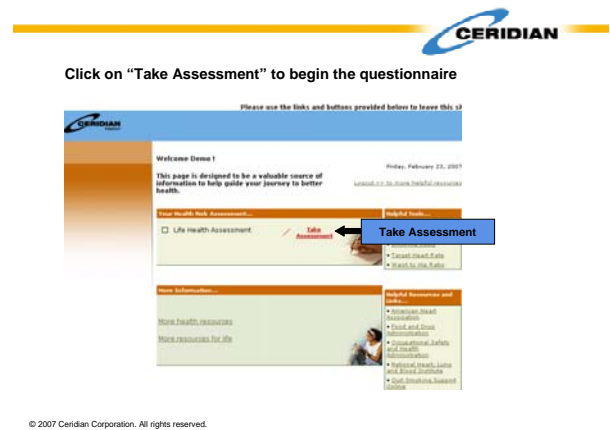 CERIDIAN
Click on “Take Assessment” to begin the questionnaire
Please use the links and buttons provided below to leave this si
CERIDIAN
Welcome Demo !
Friday, February 23, 2007
This page is designed to be a valuable source of
information to help guide your journey to better
health.
Logout >> to more helpful resources
Your Health Risk Assessment...
Life Health Assessment
Take
Assessment
Take Assessment
Helpful Tools...
• Target Heart Rate
• Waist to Hip Ratio
More Information...
More health resources
More resources for life
Helpful Resources and
Links...
• American Heart
Association
• Food and Drug
Administration
• Occupational Safety
and Health
Administration
• National Heart, Lung
and Blood Institute
• Quit Smoking Support
Online
© 2007 Ceridian Corporation. All rights reserved.